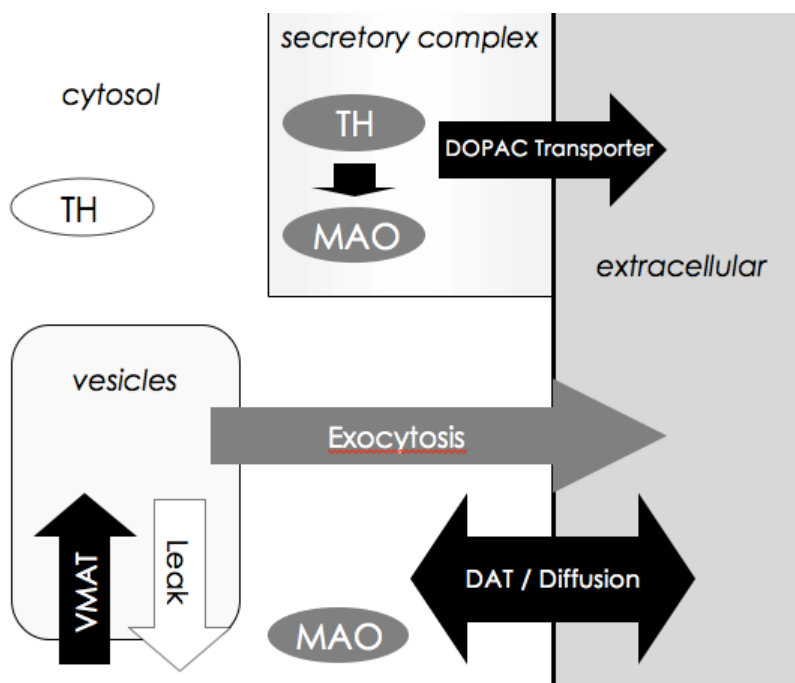 secretory complex
cytosol
TH
DOPAC Transporter
TH
MAO
extracellular
vesicles
Exocytosis
VMAT
Leak
DAT / Diffusion
MAO